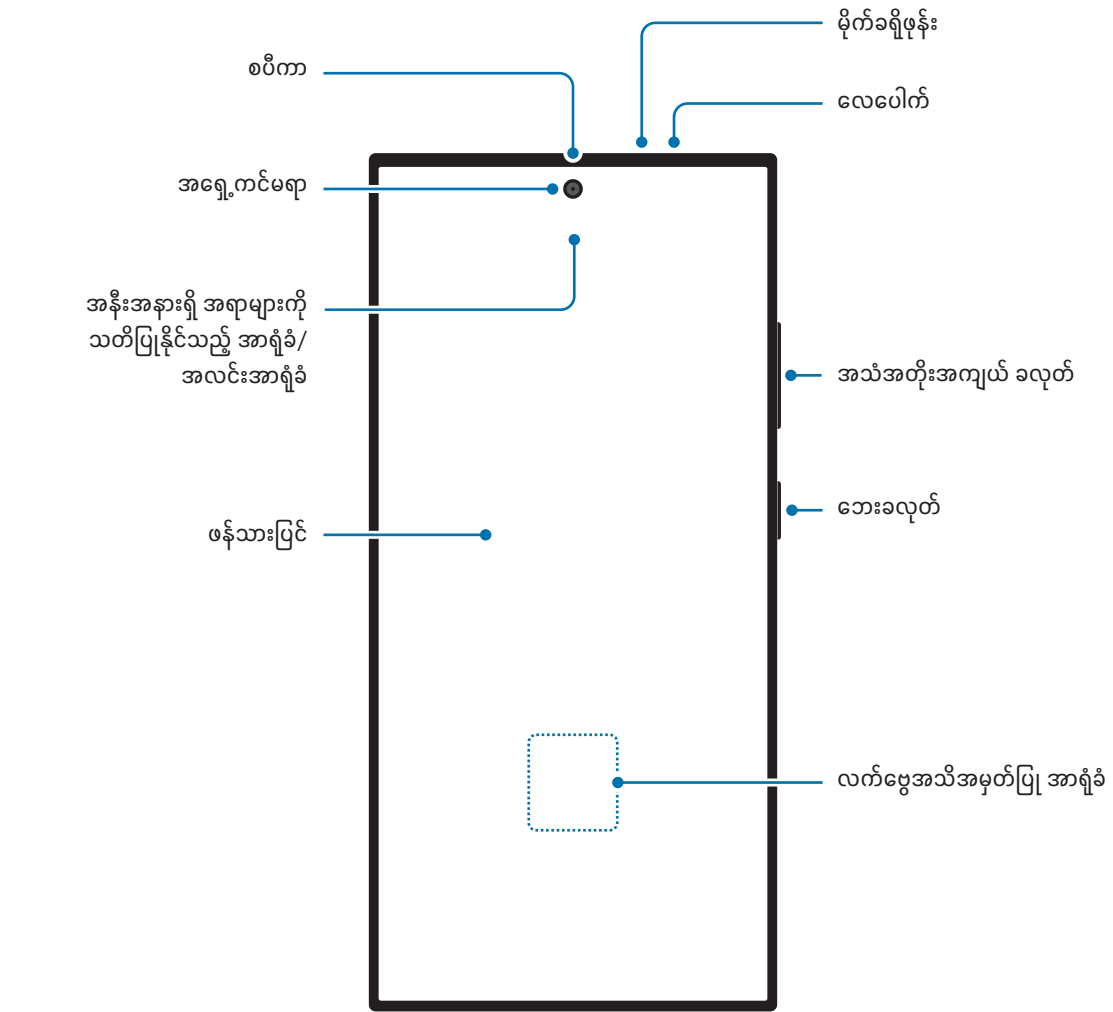 မိုက်ခရိုဖုန်း
စပီကာ
လေပေါက်
အရှေ့ကင်မရာ
အနီးအနားရှိ အရာများကို
သတိပြုနိုင်သည့် အာရုံခံ/
အလင်းအာရုံခံ
အသံအတိုးအကျယ် ခလုတ်
ဘေးခလုတ်
ဖန်သားပြင်
လက်ဗွေအသိအမှတ်ပြု အာရုံခံ